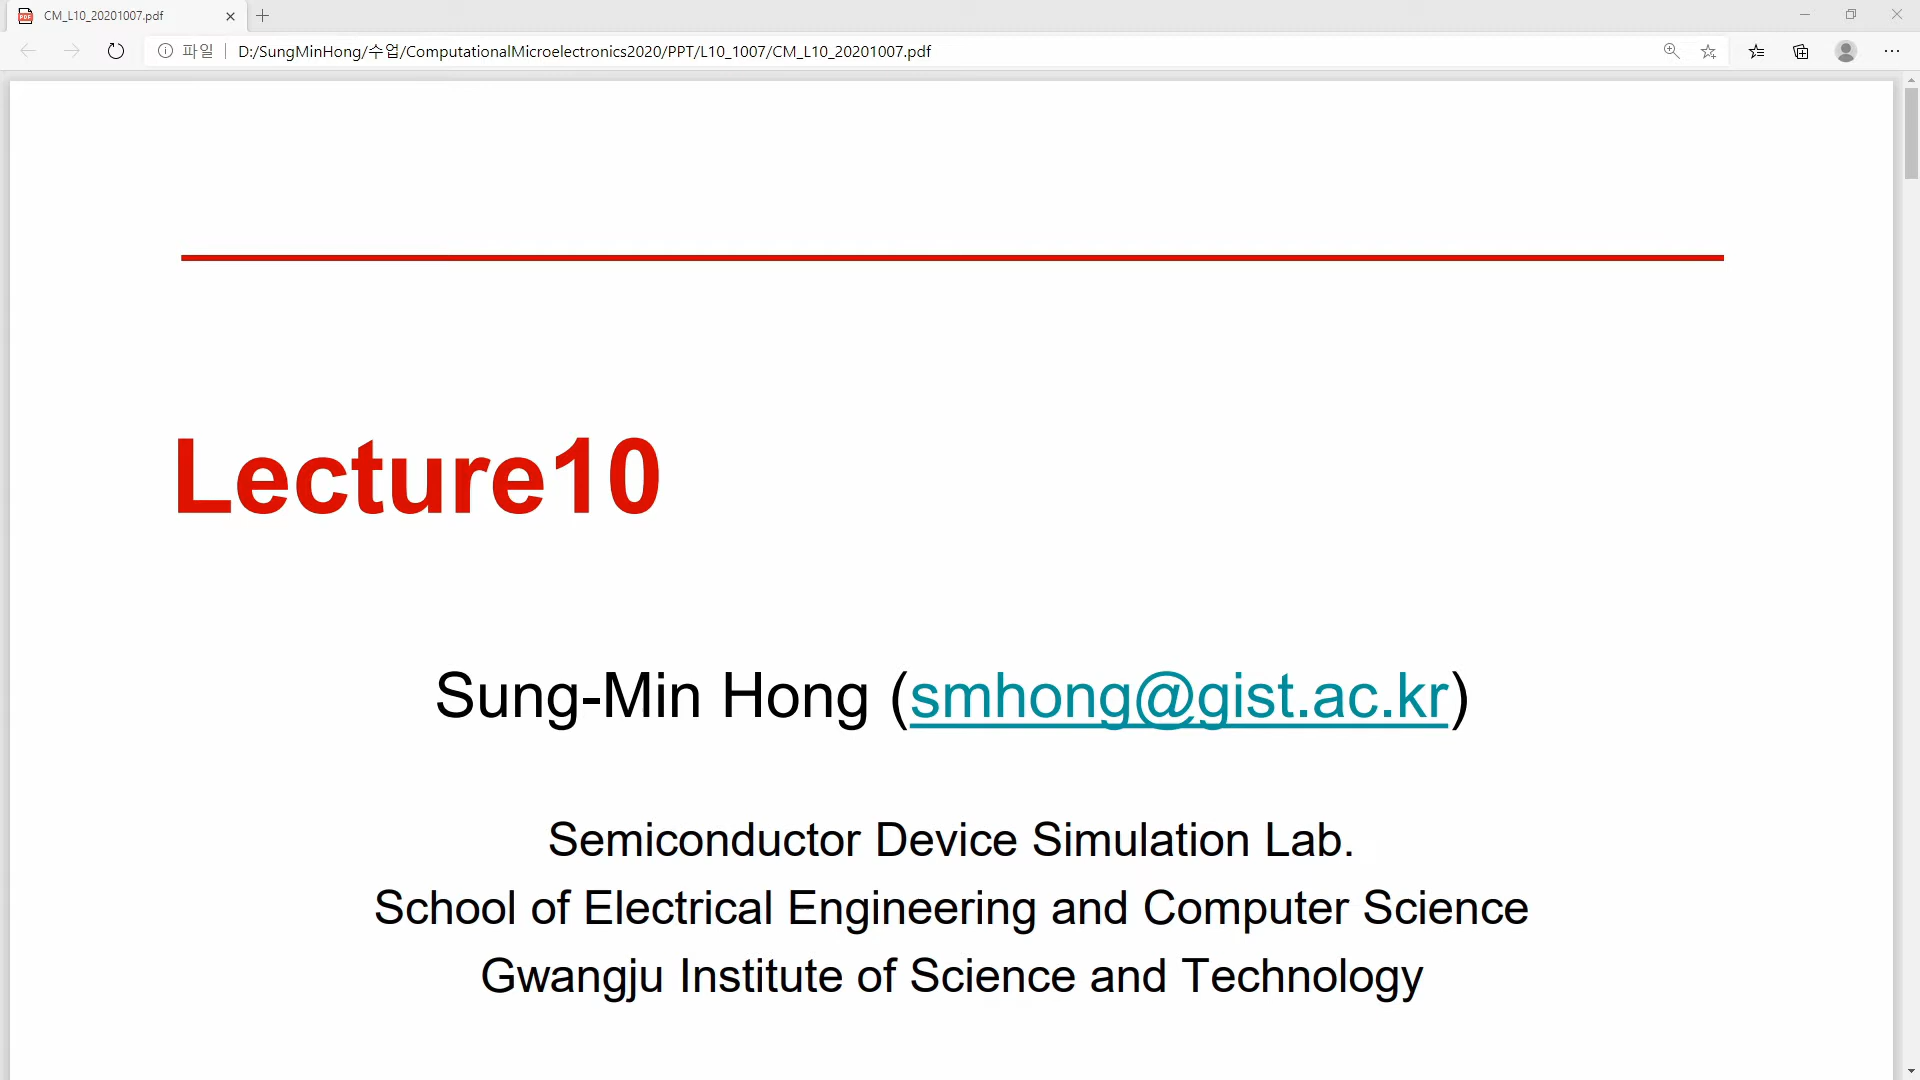 CM_L10_20201007.pdf
파일 D:/SungMinHong/수업/ComputationalMicroelectronics2020/PPT/L10_1007/CM_L10_20201007.pdf
Lecture10
Sung-Min Hong (smhong@gist.ac.kr)
Semiconductor Device Simulation Lab.
School of Electrical Engineering and Computer Science
Gwangju Institute of Science and Technology